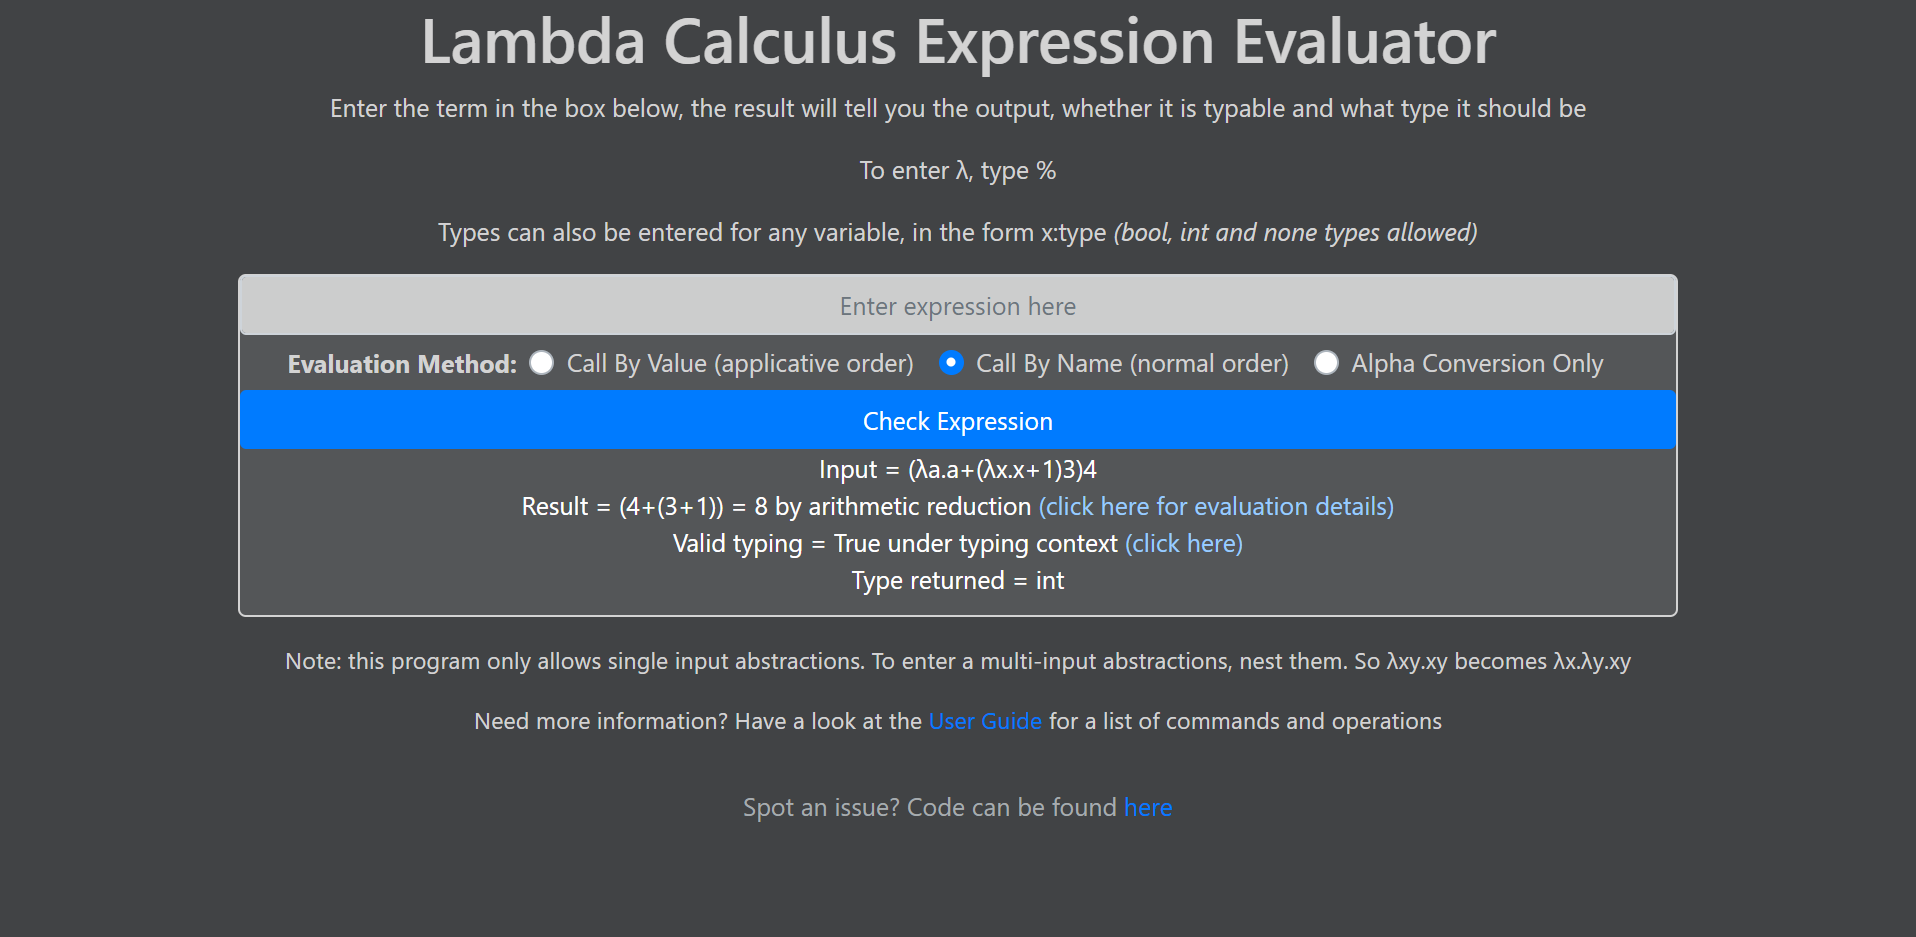 Lambda Calculus Expression Evaluator
Enter the term in the box below, the result will tell you the output, whether it is typable and what type it should be
To enter λ, type %
Types can also be entered for any variable, in the form x:type (bool, int and none types allowed)
Enter expression here
Evaluation Method: Call By Value (applicative order) Call By Name (normal order) Alpha Conversion Only
Check Expression
Input = (λa.a+(λx.x+1)3)4
Result = (4+(3+1)) = 8 by arithmetic reduction (click here for evaluation details)
Valid typing = True under typing context (click here)
Type returned = int
Note: this program only allows single input abstractions. To enter a multi-input abstractions, nest them. So λxy.xy becomes λx.λy.xy
Need more information? Have a look at the User Guide for a list of commands and operations
Spot an issue? Code can be found here